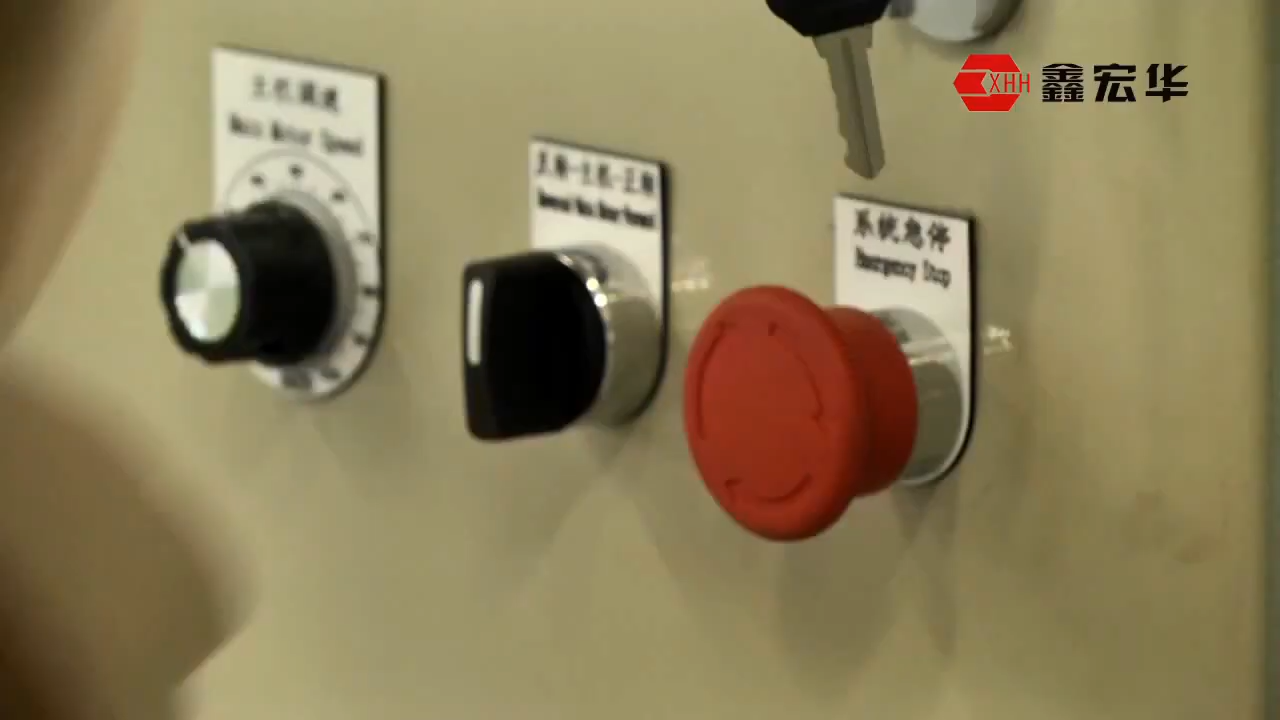 主机调速
Main Motor Speed
反转-主机-正转
系统急停
Emergency Stop
XHH 鑫宏华